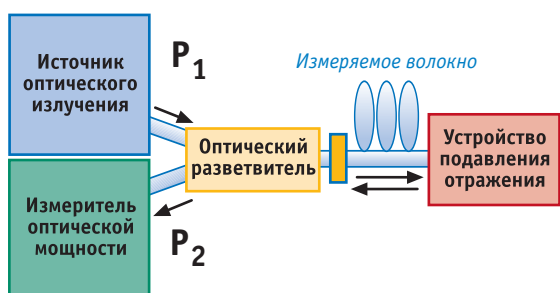 Источник
оптического
излучения
P1
Измеряемое волокно
Оптический
разветвитель
Устройство
подавления
отражения
Измеритель
оптической
мощности
P2